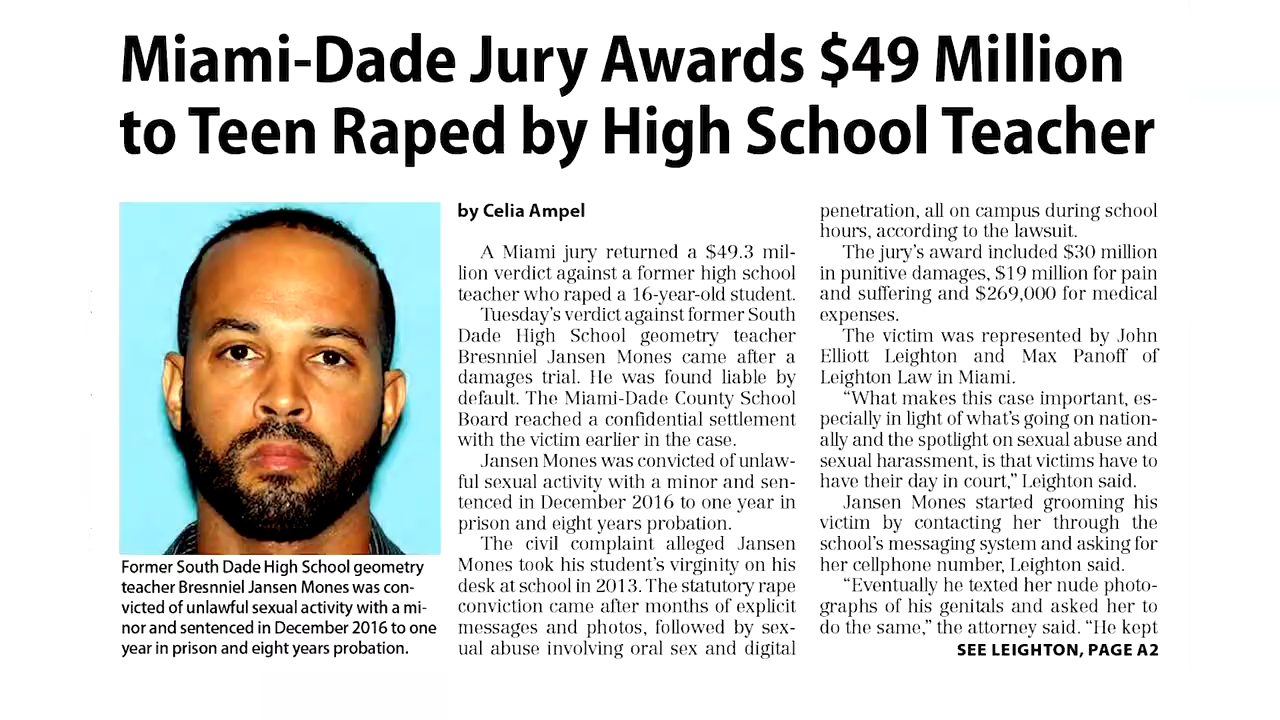 Miami-Dade Jury Awards $49 Million
to Teen Raped by High School Teacher
Former South Dade High School geometry
teacher Bresnniel Jansen Mones was con-
victed of unlawful sexual activity with a mi-
nor and sentenced in December 2016 to one
year in prison and eight years probation.
by Celia Ampel
A Miami jury returned a $49.3 mil-
lion verdict against a former high school
teacher who raped a 16-year-old student.
Tuesday's verdict against former South
Dade High School geometry teacher
Bresnniel Jansen Mones came after a
damages trial. He was found liable by
default. The Miami-Dade County School
Board reached a confidential settlement
with the victim earlier in the case.
Jansen Mones was convicted of unlaw-
ful sexual activity with a minor and sen-
tenced in December 2016 to one year in
prison and eight years probation.
The civil complaint alleged Jansen
Mones took his student's virginity on his
desk at school in 2013. The statutory rape
conviction came after months of explicit
messages and photos, followed by sex-
ual abuse involving oral sex and digital
penetration, all on campus during school
hours, according to the lawsuit.
The jury's award included $30 million
in punitive damages, $19 million for pain
and suffering and $269,000 for medical
expenses.
The victim was represented by John
Elliott Leighton and Max Panoff of
Leighton Law in Miami.
"What makes this case important, es-
pecially in light of what's going on nation-
ally and the spotlight on sexual abuse and
sexual harassment, is that victims have to
have their day in court," Leighton said.
Jansen Mones started grooming his
victim by contacting her through the
school's messaging system and asking for
her cellphone number, Leighton said.
"Eventually he texted her nude photo-
graphs of his genitals and asked her to
do the same," the attorney said. "He kept
SEE LEIGHTON, PAGE A2